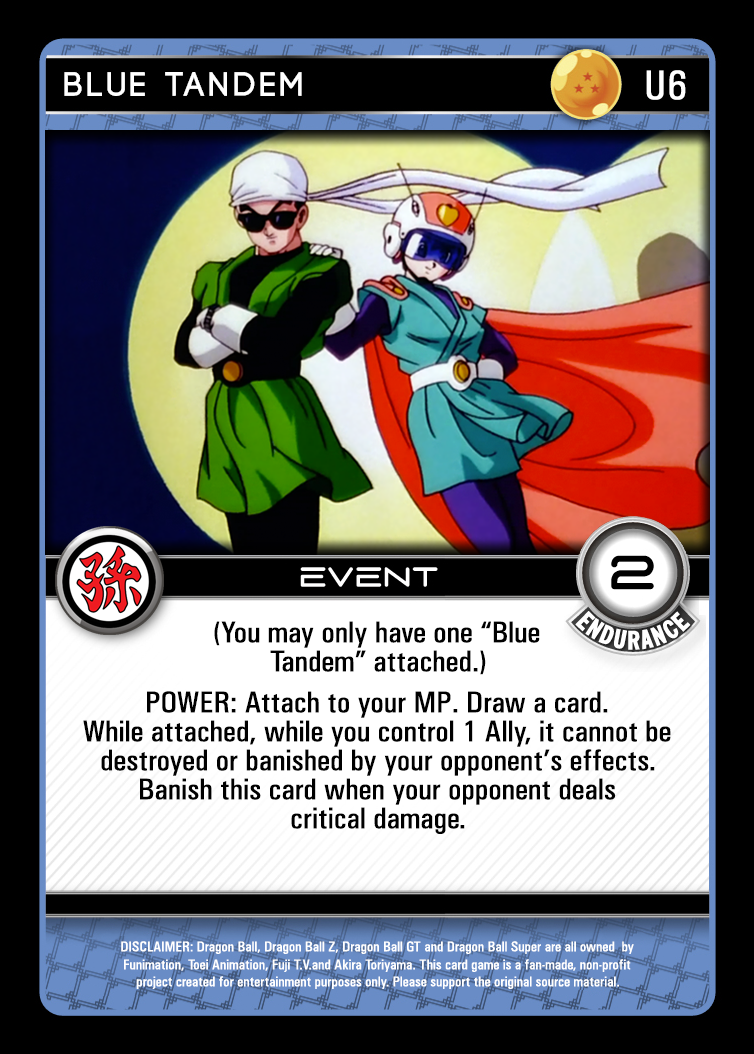 BLUE TANDEM
U6
孫
EVENT
2
ENDURANCE
(You may only have one “Blue
Tandem” attached.)
POWER: Attach to your MP. Draw a card.
While attached, while you control 1 Ally, it cannot be
destroyed or banished by your opponent’s effects.
Banish this card when your opponent deals
critical damage.
DISCLAIMER: Dragon Ball, Dragon Ball Z, Dragon Ball GT and Dragon Ball Super are all owned by
Funimation, Toei Animation, Fuji T.V.and Akira Toriyama. This card game is a fan-made, non-profit
project created for entertainment purposes only. Please support the original source material.